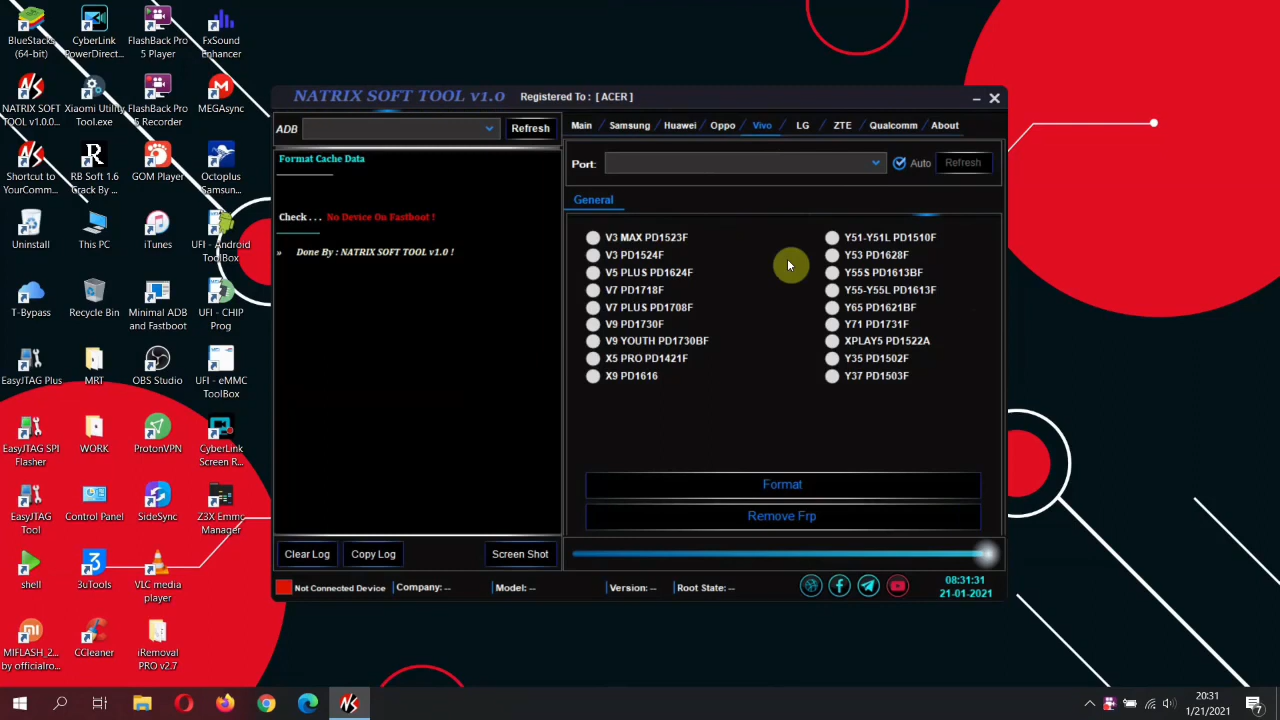 BlueStacks
(64-bit)
CyberLink
PowerDirect...
FlashBack Pro
5 Player
FxSound
Enhancer
NATRIX SOFT
TOOL v1.0.0...
Xiaomi Utility
Tool.exe
FlashBack Pro
5 Recorder
MEGAsync
Shortcut to
YourComm...
RB Soft 1.6
Crack By ...
GOM Player
Octoplus
Samsun...
Uninstall
This PC
iTunes
UFI - Android
ToolBox
T-Bypass
Recycle Bin
Minimal ADB
and Fastboot
UFI - CHIP
Prog
EasyJTAG Plus
MRT
OBS Studio
UFI - eMMC
ToolBox
EasyJTAG SPI
Flasher
WORK
ProtonVPN
CyberLink
Screen R...
EasyJTAG
Tool
Control Panel
SideSync
Z3X Emmc
Manager
shell
3uTools
VLC media
player
MIFLASH_2...
by officialro...
CCleaner
iRemoval
PRO v2.7
NATRIX SOFT TOOL v1.0
Registered To : [ ACER ]
ADB
Refresh
Format Cache Data
Check . . . No Device On Fastboot !
» Done By : NATRIX SOFT TOOL v1.0 !
Clear Log
Copy Log
Screen Shot
Main
Samsung
Huawei
Oppo
Vivo
LG
ZTE
Qualcomm
About
Port:
Auto
Refresh
General
V3 MAX PD1523F
V3 PD1524F
V5 PLUS PD1624F
V7 PD1718F
V7 PLUS PD1708F
V9 PD1730F
V9 YOUTH PD1730BF
X5 PRO PD1421F
X9 PD1616
Y51-Y51L PD1510F
Y53 PD1628F
Y55S PD1613BF
Y55-Y55L PD1613F
Y65 PD1621BF
Y71 PD1731F
XPLAY5 PD1522A
Y35 PD1502F
Y37 PD1503F
Format
Remove Frp
Not Connected Device
Company: --
Model: --
Version: --
Root State: --
08:31:31
21-01-2021
20:31
1/21/2021
7